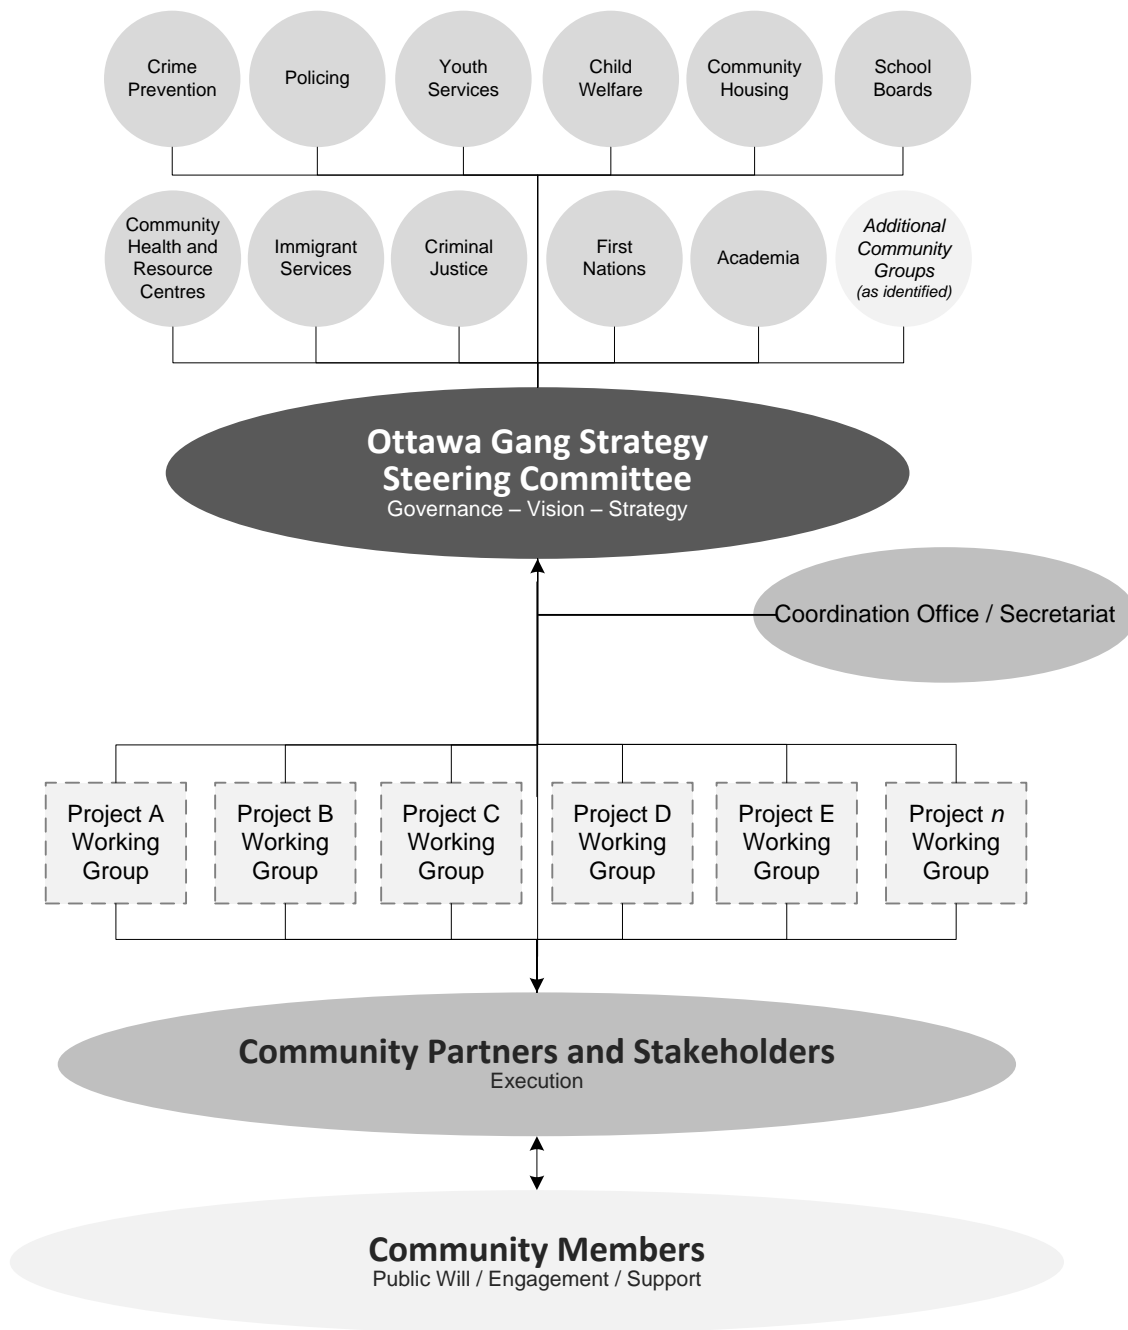 Crime
Prevention
Policing
Youth
Services
Child
Welfare
Community
Housing
School
Boards
Community
Health and
Resource
Centres
Immigrant
Services
Criminal
Justice
First
Nations
Academia
Additional
Community
Groups
(as identified)
Ottawa Gang Strategy
Steering Committee
Governance – Vision – Strategy
Coordination Office / Secretariat
Project A
Working
Group
Project B
Working
Group
Project C
Working
Group
Project D
Working
Group
Project E
Working
Group
Project n
Working
Group
Community Partners and Stakeholders
Execution
Community Members
Public Will / Engagement / Support